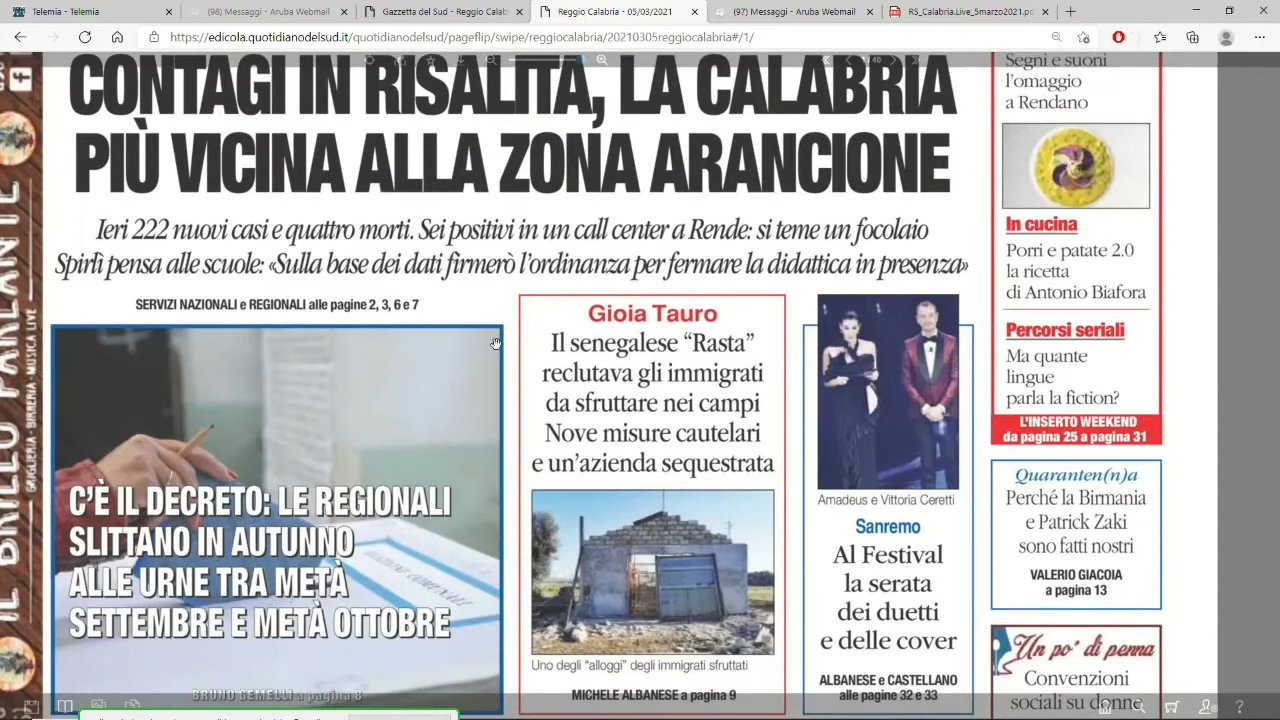 Telemia - Telemia
(98) Messaggi - Aruba Webmail
Gazzetta del Sud - Reggio Calab
Reggio Calabria - 05/03/2021
(97) Messaggi - Aruba Webmail
RS_Calabria.Live_5marzo2021.pd
https://edicola.quotidianodelsud.it/quotidianodelsud/pageflip/swipe/reggiocalabria/20210305reggiocalabria#/1/
IL BRILLO PARLANTE
GRIGLIERIA · BIRRERIA · MUSICA LIVE
CONTAGI IN RISALITA, LA CALABRIA
PIÙ VICINA ALLA ZONA ARANCIONE
Ieri 222 nuovi casi e quattro morti. Sei positivi in un call center a Rende: si teme un focolaio
Spirlì pensa alle scuole: «Sulla base dei dati firmerò l'ordinanza per fermare la didattica in presenza»
SERVIZI NAZIONALI e REGIONALI alle pagine 2, 3, 6 e 7
C'È IL DECRETO: LE REGIONALI
SLITTANO IN AUTUNNO
ALLE URNE TRA METÀ
SETTEMBRE E METÀ OTTOBRE
BRUNO GEMELLI a pagina 8
Gioia Tauro
Il senegalese “Rasta”
reclutava gli immigrati
da sfruttare nei campi
Nove misure cautelari
e un'azienda sequestrata
Uno degli “alloggi” degli immigrati sfruttati
MICHELE ALBANESE a pagina 9
Amadeus e Vittoria Ceretti
Sanremo
Al Festival
la serata
dei duetti
e delle cover
ALBANESE e CASTELLANO
alle pagine 32 e 33
Segni e suoni
l'omaggio
a Rendano
In cucina
Porri e patate 2.0
la ricetta
di Antonio Biafora
Percorsi seriali
Ma quante
lingue
parla la fiction?
L'INSERTO WEEKEND
da pagina 25 a pagina 31
Quaranten(n)a
Perché la Birmania
e Patrick Zaki
sono fatti nostri
VALERIO GIACOIA
a pagina 13
Un po' di penna
Convenzioni
sociali su donne